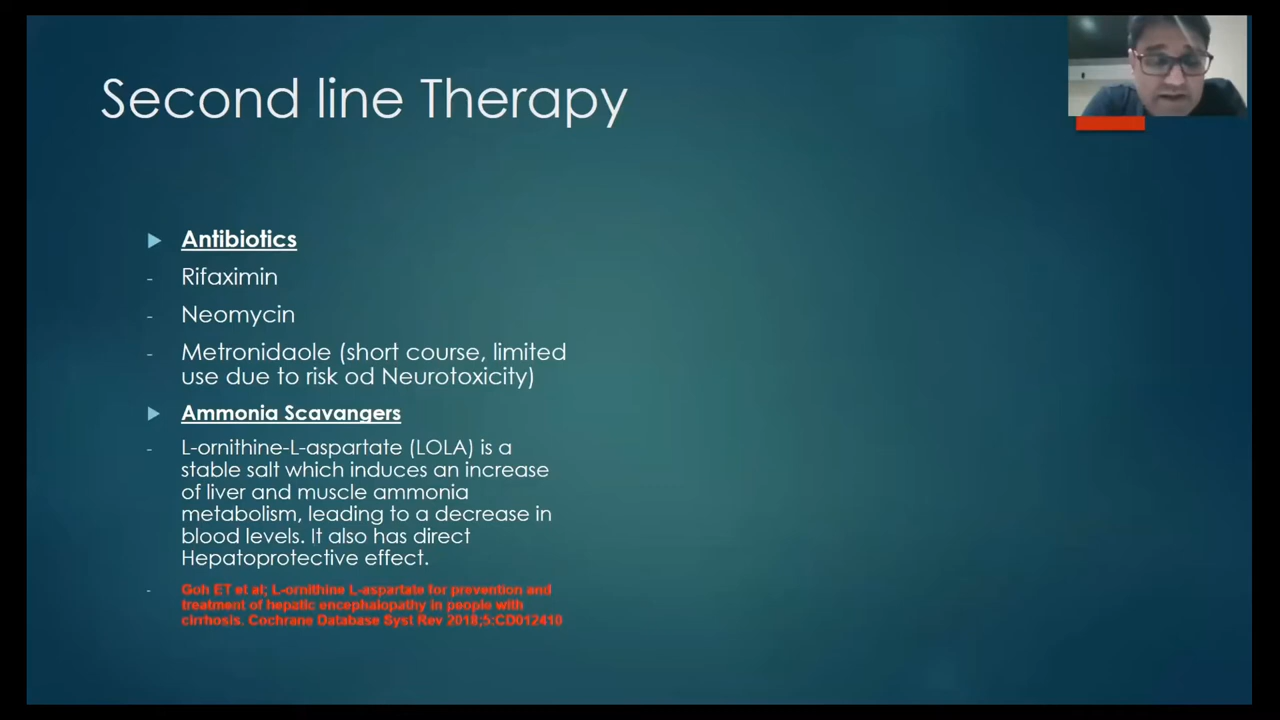 Second line Therapy
Antibiotics
- Rifaximin
- Neomycin
- Metronidaole (short course, limited
use due to risk od Neurotoxicity)
Ammonia Scavangers
- L-ornithine-L-aspartate (LOLA) is a
stable salt which induces an increase
of liver and muscle ammonia
metabolism, leading to a decrease in
blood levels. It also has direct
Hepatoprotective effect.
- Goh ET et al; L-ornithine L-aspartate for prevention and
treatment of hepatic encephalopathy in people with
cirrhosis. Cochrane Database Syst Rev 2018;5:CD012410